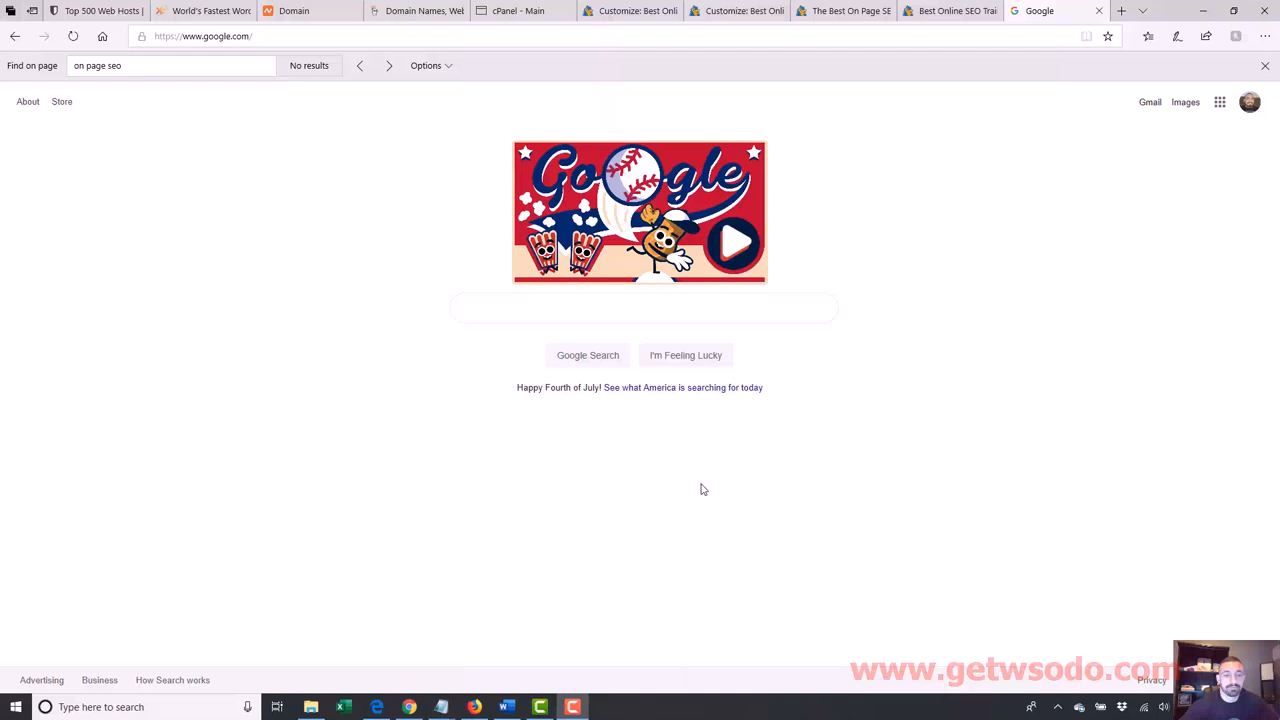 Top 500 Web Hosts |
World's Fastest Word
Domain
Domain Names, Wel
cPanel - Main
Customize: Best Onli
Customize: Best Onli
The Best On Page SE
Best Online SEO Trai
Google
https://www.google.com/
Find on page
on page seo
No results
Options
About
Store
Gmail
Images
Google
Google Search
I'm Feeling Lucky
Happy Fourth of July! See what America is searching for today
www.getwsodo.com
Advertising
Business
How Search works
Privacy
Type here to search